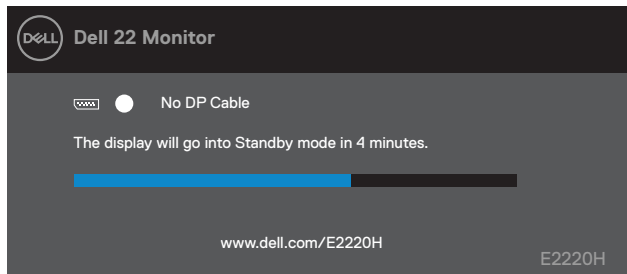 DELL Dell 22 Monitor
No DP Cable
The display will go into Standby mode in 4 minutes.
www.dell.com/E2220H
E2220H